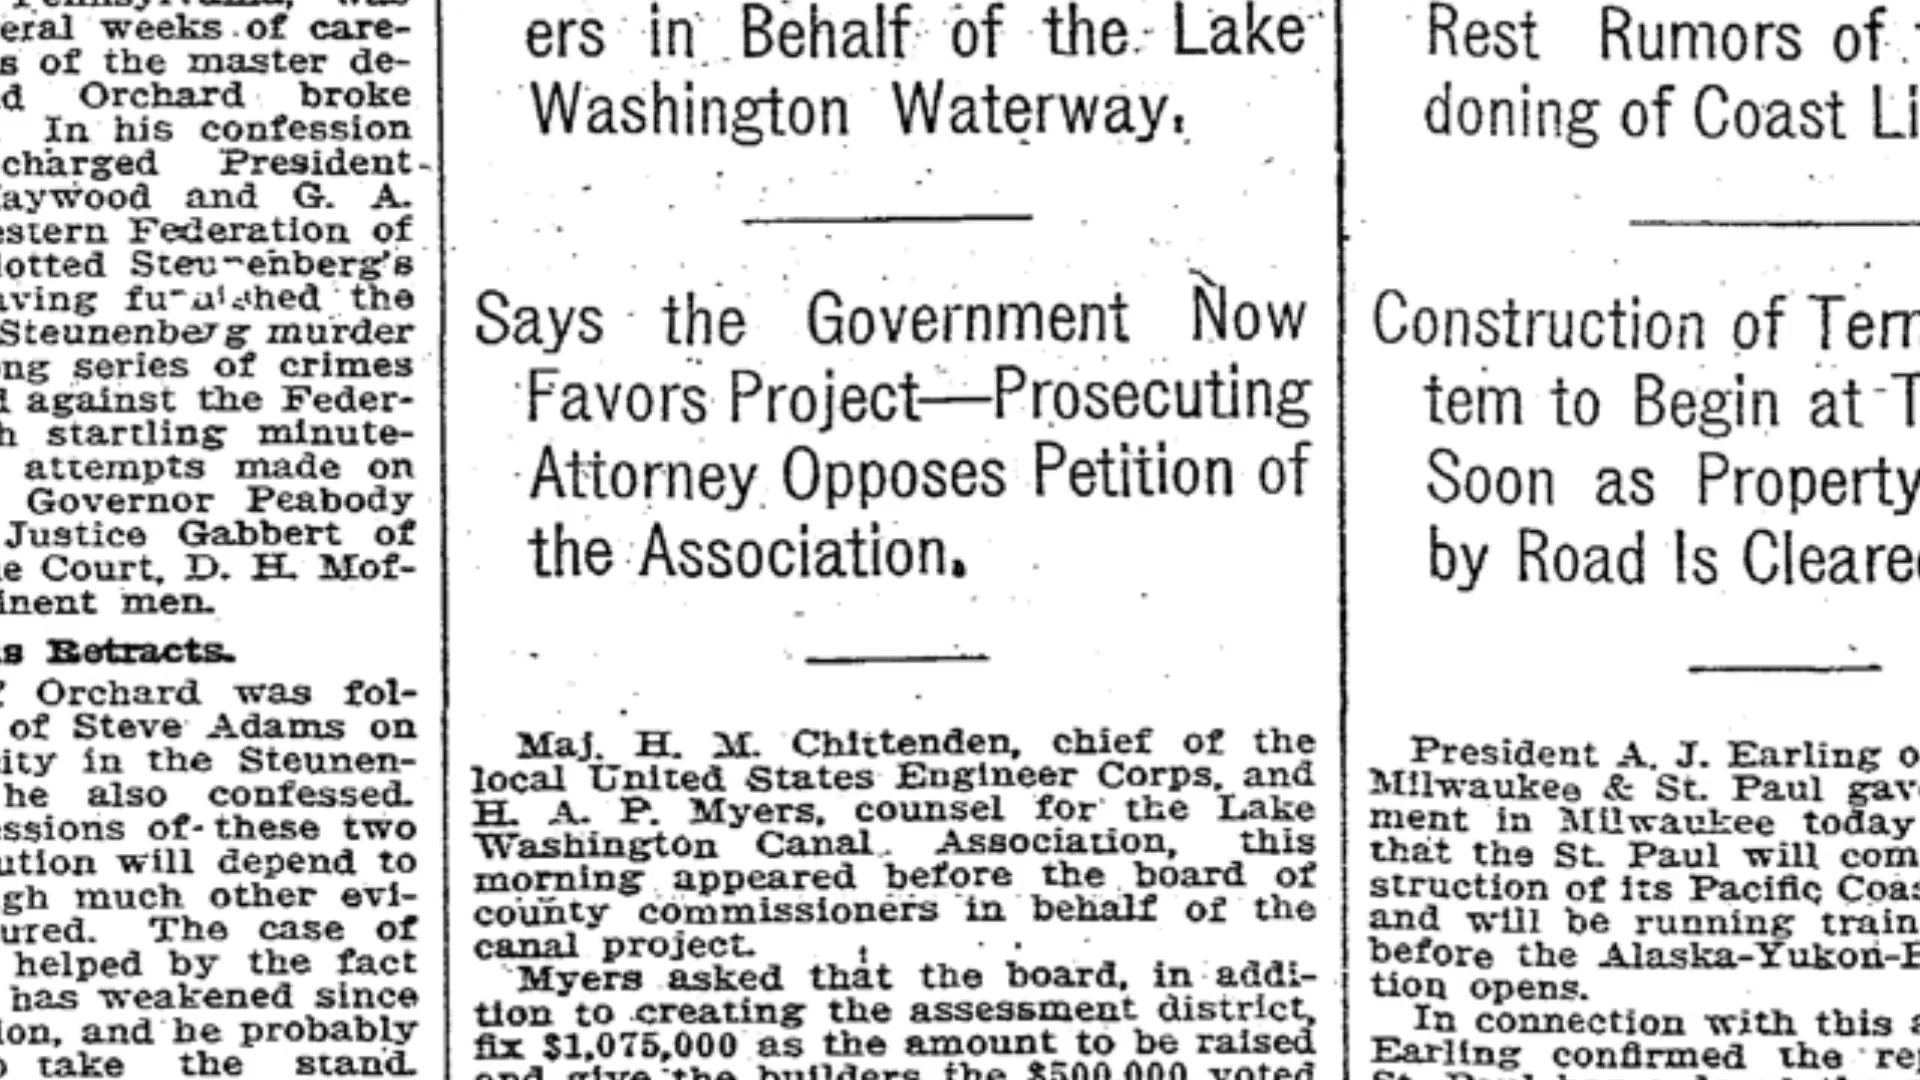 eral weeks of care-
s of the master de-
d Orchard broke
In his confession
charged President
aywood and G. A.
estern Federation of
lotted Steunenberg's
aving furnished the
Steunenberg murder
ng series of crimes
d against the Feder-
h startling minute-
attempts made on
Governor Peabody
Justice Gabbert of
e Court, D. H. Mof-
inent men.
s Retracts.
f Orchard was fol-
of Steve Adams on
ity in the Steunen-
he also confessed.
essions of these two
ution will depend to
gh much other evi-
ured. The case of
helped by the fact
has weakened since
ion, and he probably
o take the stand.
ers in Behalf of the Lake
Washington Waterway.
Says the Government Now
Favors Project—Prosecuting
Attorney Opposes Petition of
the Association.
Maj. H. M. Chittenden, chief of the
local United States Engineer Corps, and
H. A. P. Myers, counsel for the Lake
Washington Canal Association, this
morning appeared before the board of
county commissioners in behalf of the
canal project.
Myers asked that the board, in addi-
tion to creating the assessment district,
fix $1,075,000 as the amount to be raised
and give the builders the $500,000 voted
Rest Rumors of
doning of Coast Li
Construction of Term
tem to Begin at T
Soon as Property
by Road Is Cleared
President A. J. Earling o
Milwaukee & St. Paul gav
ment in Milwaukee today
that the St. Paul will com
struction of its Pacific Coas
and will be running train
before the Alaska-Yukon-E
tion opens.
In connection with this a
Earling confirmed the rep